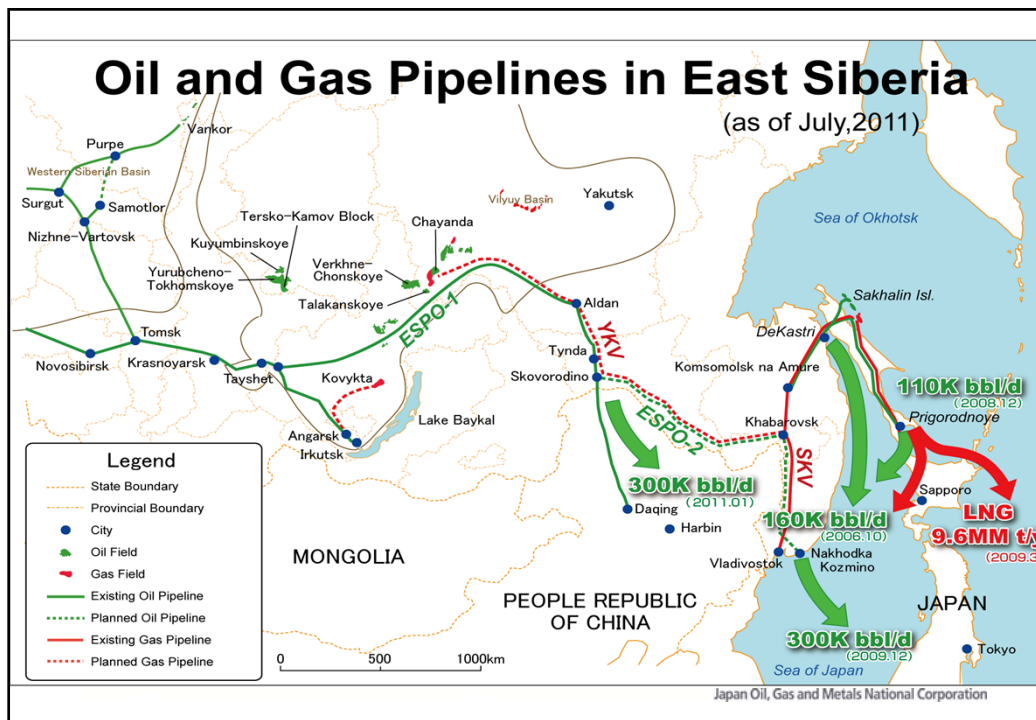 Oil and Gas Pipelines in East Siberia
(as of July,2011)
Vankor
Purpe
Western Siberian Basin
Surgut
Samotlor
Nizhne-Vartovsk
Tersko-Kamov Block
Kuyumbinskoye
Yurubcheno-
Tokhomskoye
Chayanda
Verkhne-
Chonskoye
Talakanskoye
Vilyuy Basin
Yakutsk
Sea of Okhotsk
Sakhalin Isl.
DeKastri
ESPO-1
Aldan
YKV
Tynda
Skovorodino
Komsomolsk na Amure
Tomsk
Novosibirsk
Krasnoyarsk
Tayshet
Kovykta
Lake Baykal
Angarsk
Irkutsk
ESPO-2
Khabarovsk
SKV
110K bbl/d
(2008.12)
Prigorodnoye
300K bbl/d
(2011.01)
Daqing
Harbin
160K bbl/d
(2006.10)
Sapporo
LNG
9.6MM t/y
(2009.3
Vladivostok
Nakhodka
Kozmino
MONGOLIA
PEOPLE REPUBLIC
OF CHINA
JAPAN
300K bbl/d
(2009.12)
Sea of Japan
Tokyo
Legend
State Boundary
Provincial Boundary
City
Oil Field
Gas Field
Existing Oil Pipeline
Planned Oil Pipeline
Existing Gas Pipeline
Planned Gas Pipeline
0 500 1000km
Japan Oil, Gas and Metals National Corporation